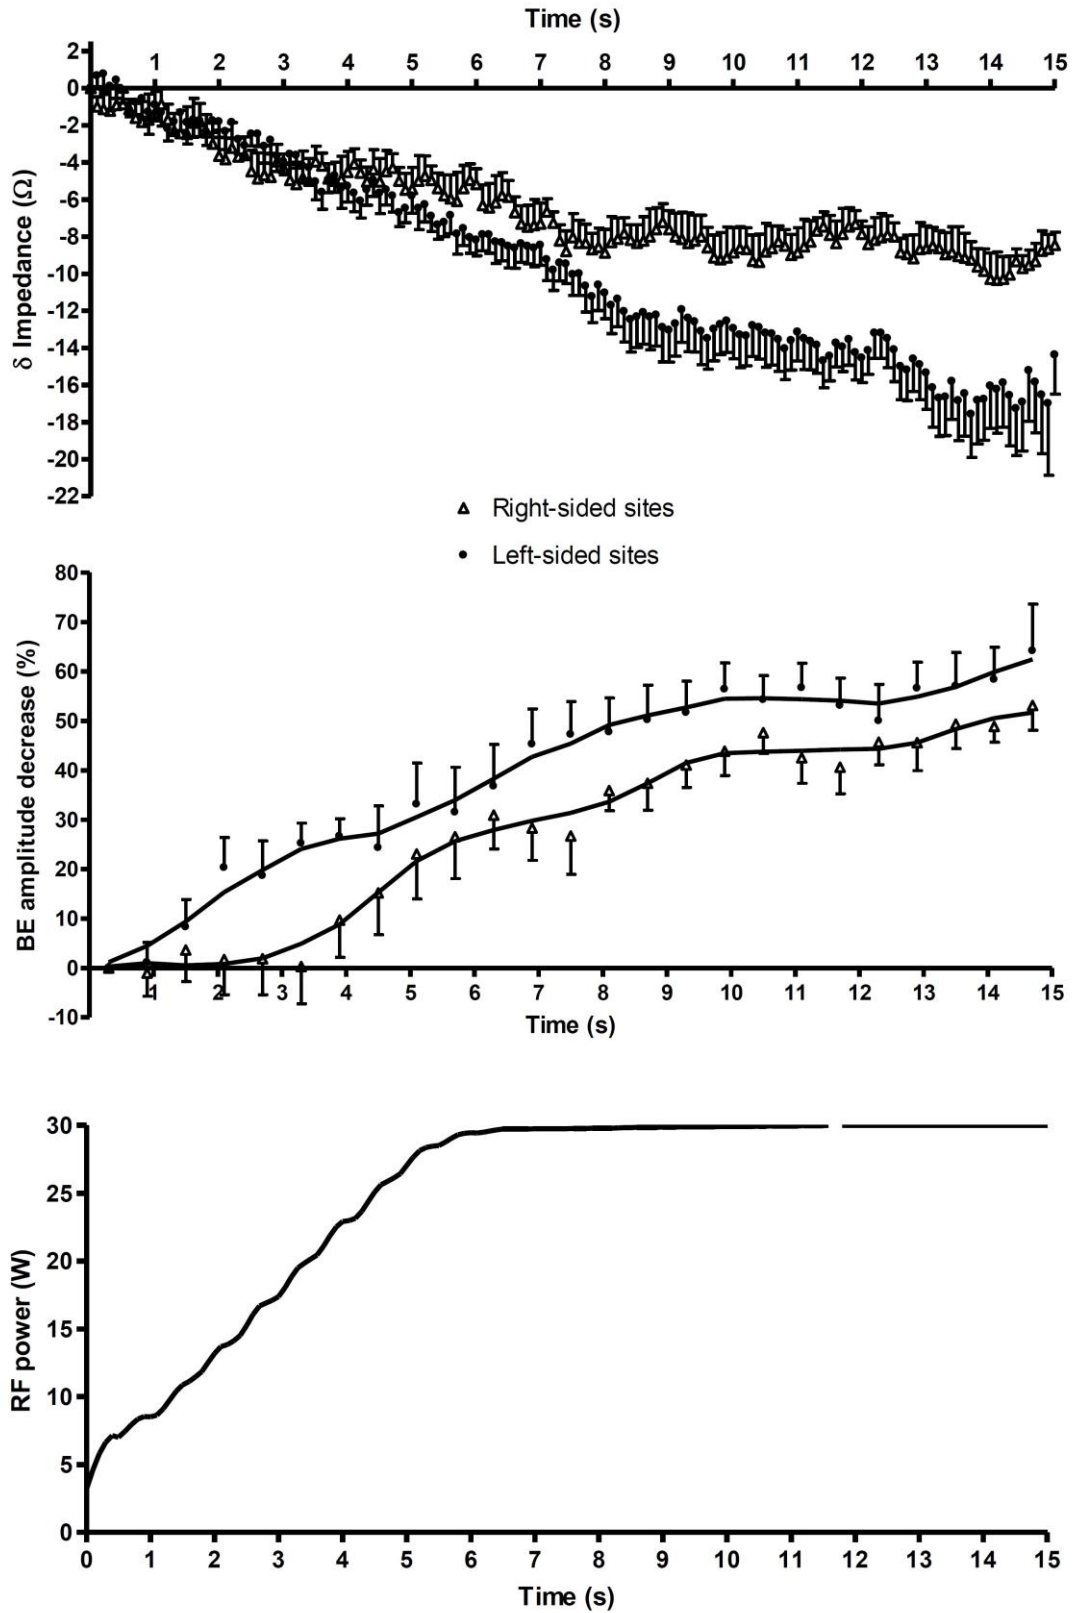 Time (s)
2
1 2 3 4 5 6 7 8 9 10 11 12 13 14 15
0
-2
-4
-6
-8
-10
-12
-14
-16
-18
-20
-22
δ Impedance (Ω)
Right-sided sites
Left-sided sites
80
70
60
50
40
30
20
10
0
-10
BE amplitude decrease (%)
1 2 3 4 5 6 7 8 9 10 11 12 13 14 15
Time (s)
30
25
20
15
10
5
0
RF power (W)
0 1 2 3 4 5 6 7 8 9 10 11 12 13 14 15
Time (s)